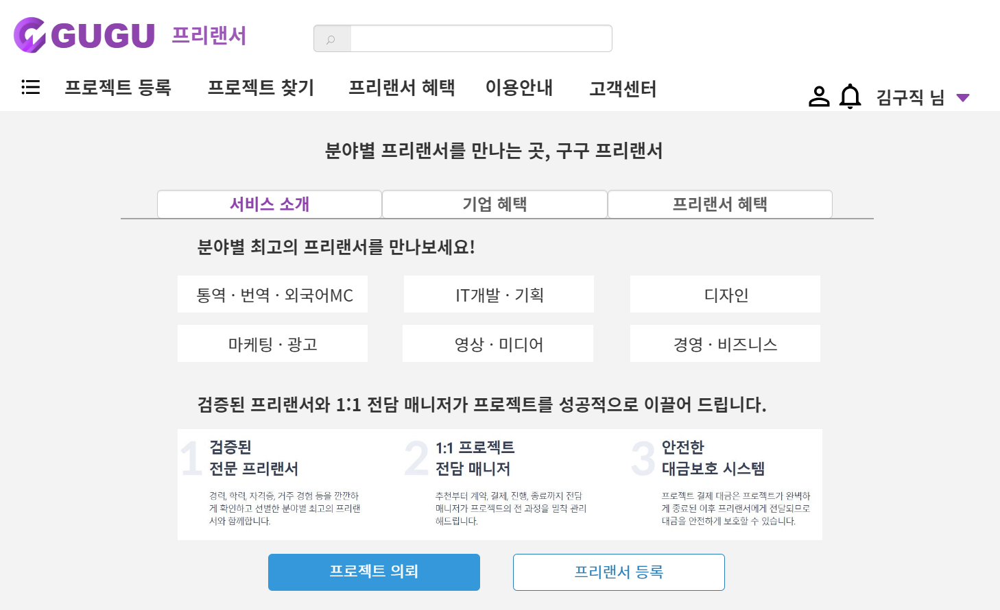 GUGU 프리랜서
프로젝트 등록 프로젝트 찾기 프리랜서 혜택 이용안내 고객센터 김구직 님
분야별 프리랜서를 만나는 곳, 구구 프리랜서
서비스 소개 기업 혜택 프리랜서 혜택
분야별 최고의 프리랜서를 만나보세요!
통역 · 번역 · 외국어MC IT개발 · 기획 디자인
마케팅 · 광고 영상 · 미디어 경영 · 비즈니스
검증된 프리랜서와 1:1 전담 매니저가 프로젝트를 성공적으로 이끌어 드립니다.
1 검증된
전문 프리랜서
경력, 학력, 자격증, 거주 경험 등을 깐깐하
게 확인하고 선별한 분야별 최고의 프리랜
서와 함께합니다.
2 1:1 프로젝트
전담 매니저
추천부터 계약, 결제, 진행, 종료까지 전담
매니저가 프로젝트의 전 과정을 밀착 관리
해드립니다.
3 안전한
대금보호 시스템
프로젝트 결제 대금은 프로젝트가 완벽하
게 종료된 이후 프리랜서에게 전달되므로
대금을 안전하게 보호할 수 있습니다.
프로젝트 의뢰 프리랜서 등록